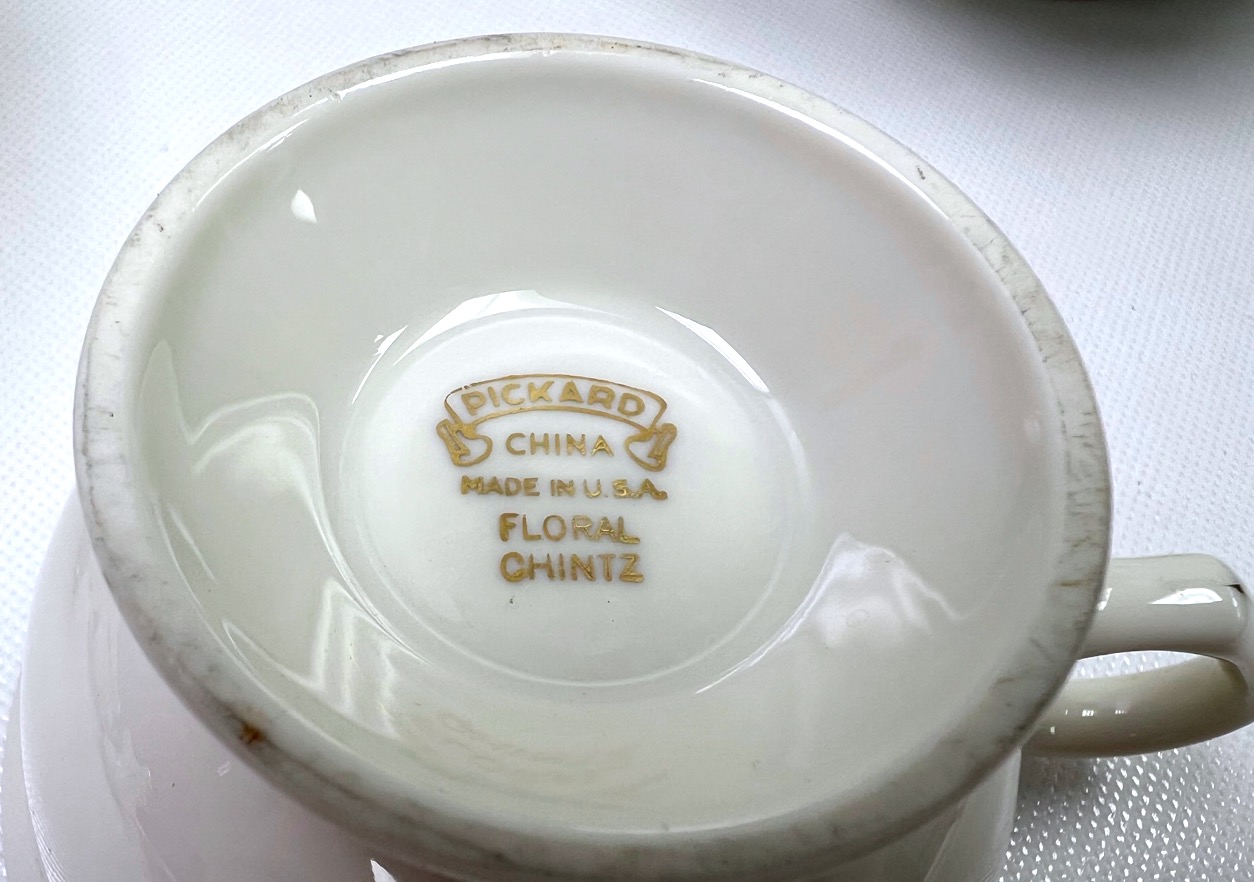 PICKARD
CHINA
MADE IN U.S.A.
FLORAL
CHINTZ